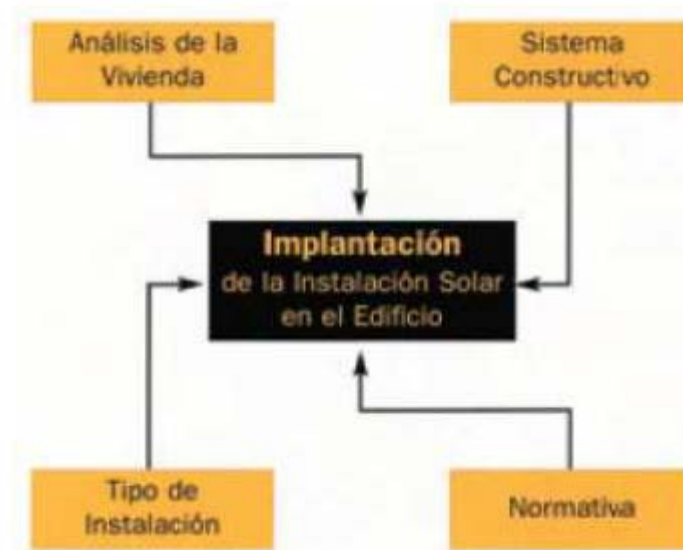 Análisis de la
Vivienda
Sistema
Constructivo
Implantación
de la Instalación Solar
en el Edificio
Tipo de
Instalación
Normativa